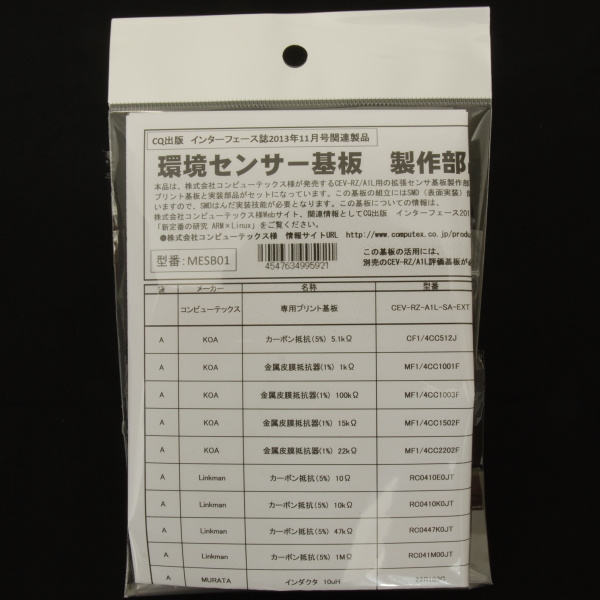 CQ出版 インターフェース誌2013年11月号関連製品
環境センサー基板 製作部
本品は、株式会社コンピューテックス様が発売するCEV-RZ/A1L用の拡張センサ基板製作部
プリント基板と実装部品がセットになっています。この基板の組立にはSMD（表面実装）
ますので、SMDはんだ実装技能が必要となります。この基板についての情報は、
株式会社コンピューテックス様Webサイト、関連情報としてCQ出版 インターフェース201
「新定番の研究 ARM×Linux」をご覧ください。
●株式会社コンピューテックス様 情報サイトURL http://www.computex.co.jp/produ
型番: MESB01
4547634995921
この基板の活用には、
別売のCEV-RZ/A1L評価基板が必
メーカー 名称 型番
コンピューテックス 専用プリント基板 CEV-RZ-A1L-SA-EXT
A KOA カーボン抵抗(5%) 5.1kΩ CF1/4CC512J
A KOA 金属皮膜抵抗器(1%) 1kΩ MF1/4CC1001F
A KOA 金属皮膜抵抗器(1%) 100kΩ MF1/4CC1003F
A KOA 金属皮膜抵抗器(1%) 15kΩ MF1/4CC1502F
A KOA 金属皮膜抵抗器(1%) 22kΩ MF1/4CC2202F
A Linkman カーボン抵抗(5%) 10Ω RC0410E0JT
A Linkman カーボン抵抗(5%) 10kΩ RC0410K0JT
A Linkman カーボン抵抗(5%) 47kΩ RC0447K0JT
A Linkman カーボン抵抗(5%) 1MΩ RC041M00JT
A MURATA インダクタ 10uH